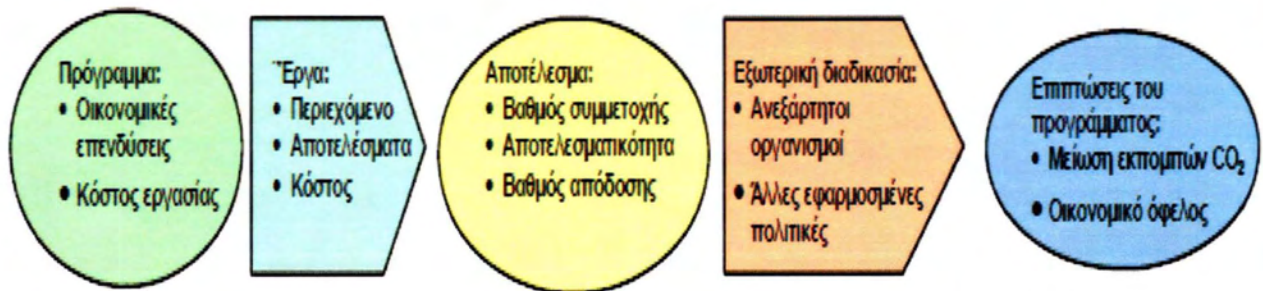 Πρόγραμμα:
• Οικονομικές
επενδύσεις
• Κόστος εργασίας
Έργα:
• Περιεχόμενο
• Αποτελέσματα
• Κόστος
Αποτέλεσμα:
• Βαθμός συμμετοχής
• Αποτελεσματικότητα
• Βαθμός απόδοσης
Εξωτερική διαδικασία:
• Ανεξάρτητοι
οργανισμοί
• Άλλες εφαρμοσμένες
πολιτικές
Επιπτώσεις του
προγράμματος:
• Μείωση εκπομπών CO₂
• Οικονομικό όφελος